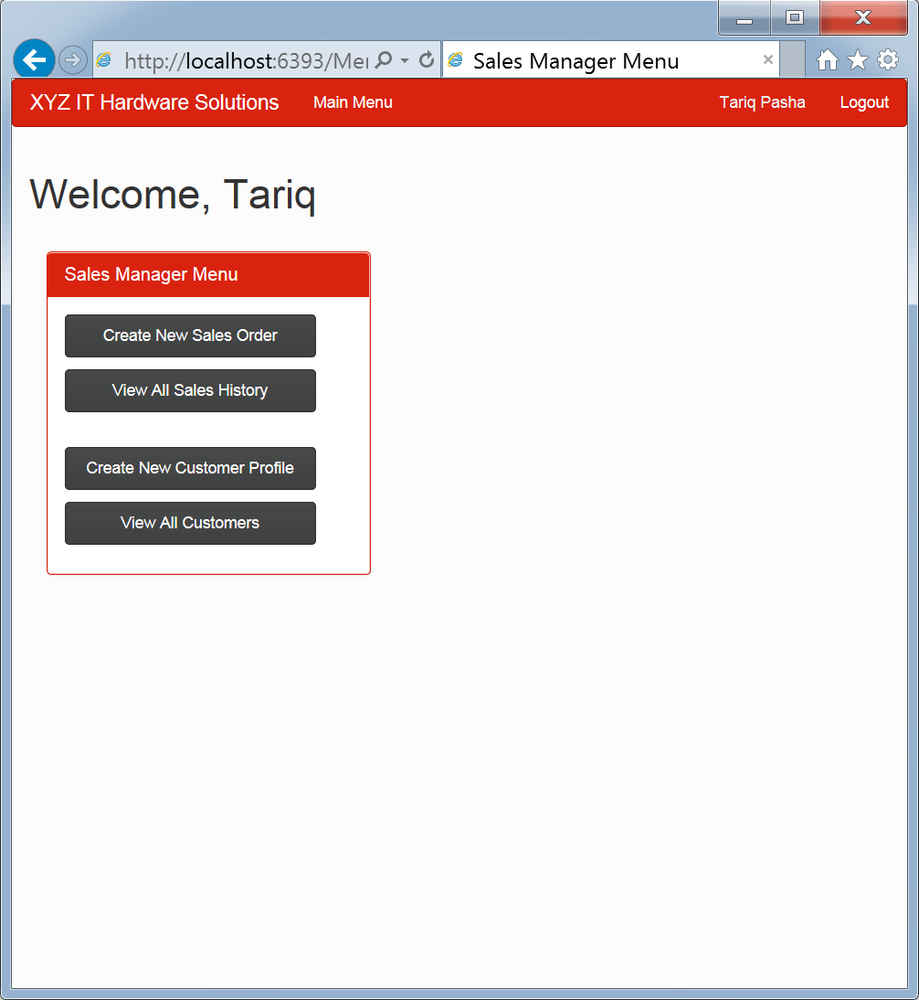 http://localhost:6393/Me
Sales Manager Menu
XYZ IT Hardware Solutions
Main Menu
Tariq Pasha
Logout
Welcome, Tariq
Sales Manager Menu
Create New Sales Order
View All Sales History
Create New Customer Profile
View All Customers